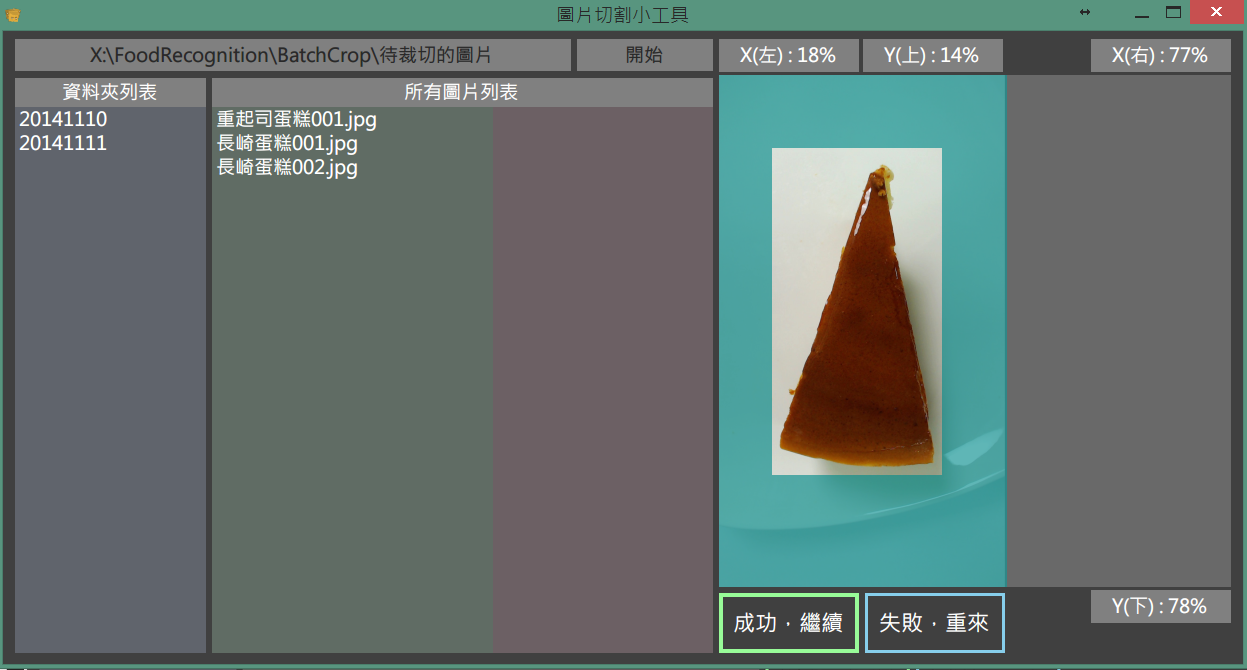 圖片切割小工具
X:\FoodRecognition\BatchCrop\待裁切的圖片
開始
X(左) : 18%
Y(上) : 14%
X(右) : 77%
資料夾列表
所有圖片列表
20141110
20141111
重起司蛋糕001.jpg
長崎蛋糕001.jpg
長崎蛋糕002.jpg
成功，繼續
失敗，重來
Y(下) : 78%